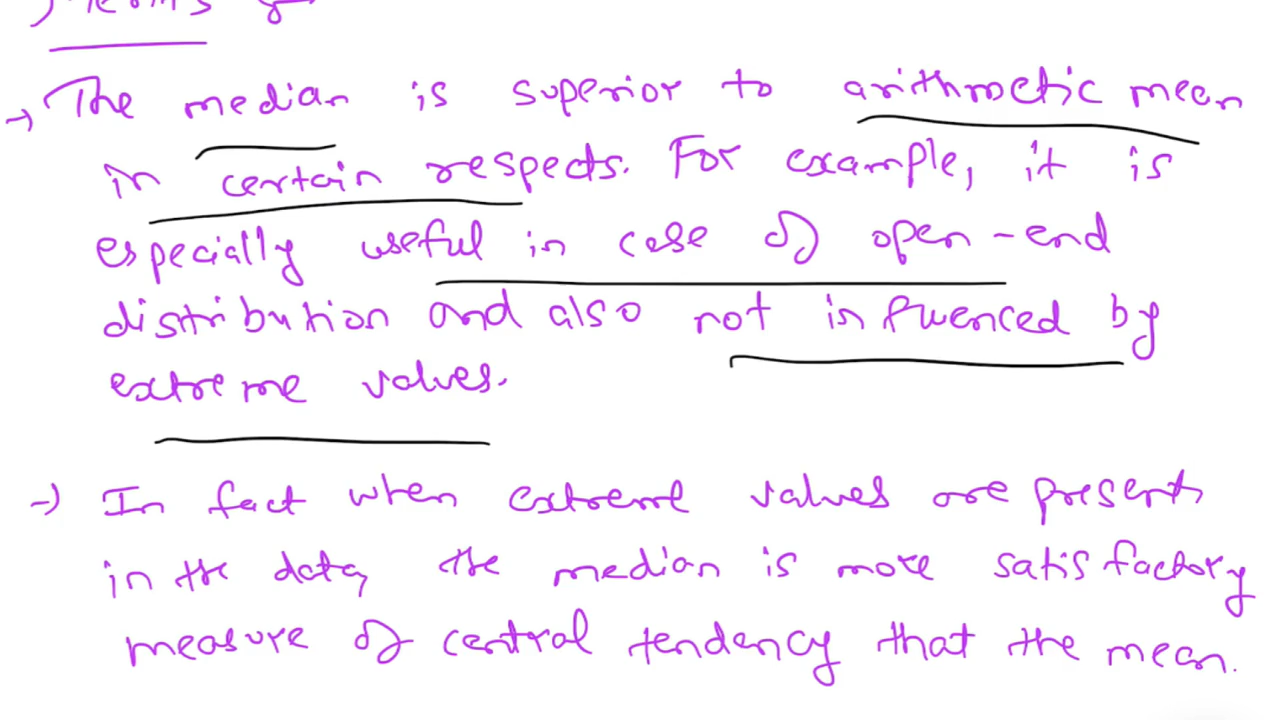 → The median is superior to arithmetic mean
in certain respects. For example, it is
especially useful in case of open-end
distribution and also not influenced by
extreme values.
→ In fact when extreme values are present,
in the data, the median is more satisfactory
measure of central tendency that the mean.